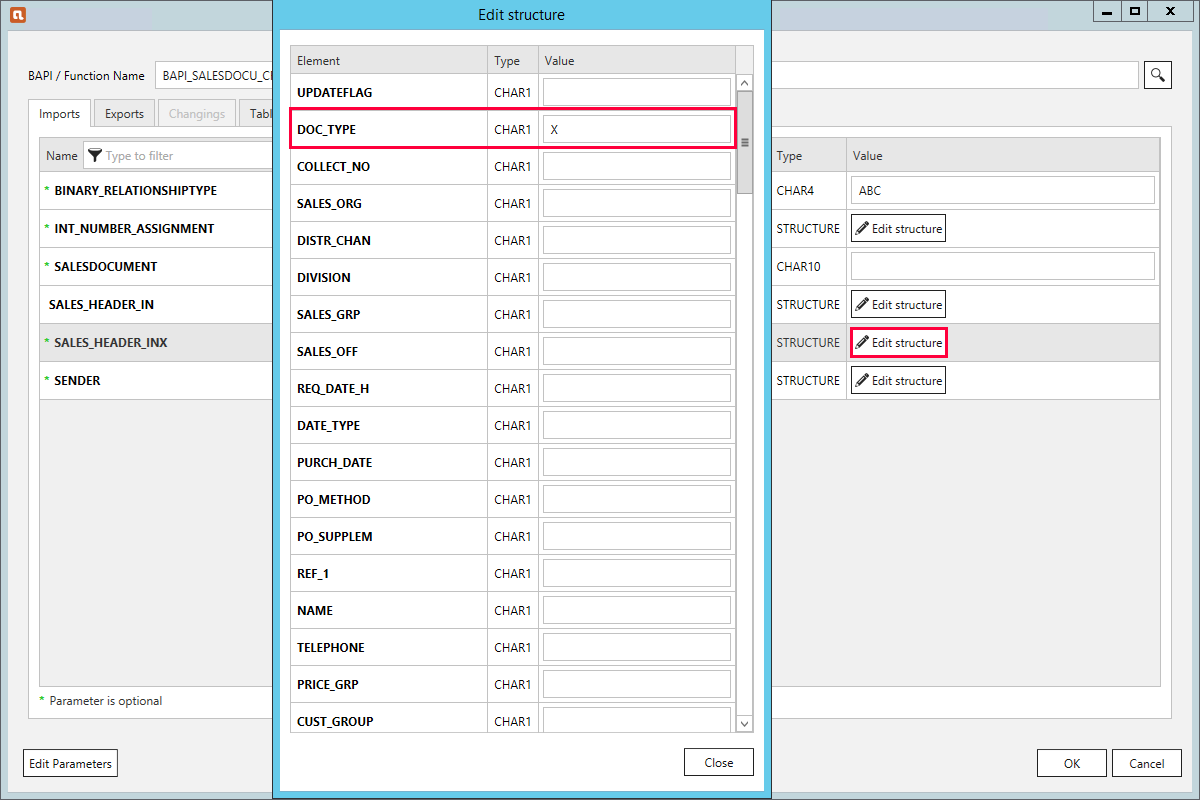 Edit structure
BAPI / Function Name BAPI_SALESDOCU_C
Imports Exports Changings Tabl
Name Type to filter Type Value
* BINARY_RELATIONSHIPTYPE CHAR4 ABC
* INT_NUMBER_ASSIGNMENT STRUCTURE Edit structure
* SALESDOCUMENT CHAR10
SALES_HEADER_IN STRUCTURE Edit structure
* SALES_HEADER_INX STRUCTURE Edit structure
* SENDER STRUCTURE Edit structure
* Parameter is optional
Edit Parameters OK Cancel
Element Type Value
UPDATEFLAG CHAR1
DOC_TYPE CHAR1 X
COLLECT_NO CHAR1
SALES_ORG CHAR1
DISTR_CHAN CHAR1
DIVISION CHAR1
SALES_GRP CHAR1
SALES_OFF CHAR1
REQ_DATE_H CHAR1
DATE_TYPE CHAR1
PURCH_DATE CHAR1
PO_METHOD CHAR1
PO_SUPPLEM CHAR1
REF_1 CHAR1
NAME CHAR1
TELEPHONE CHAR1
PRICE_GRP CHAR1
CUST_GROUP CHAR1
Close